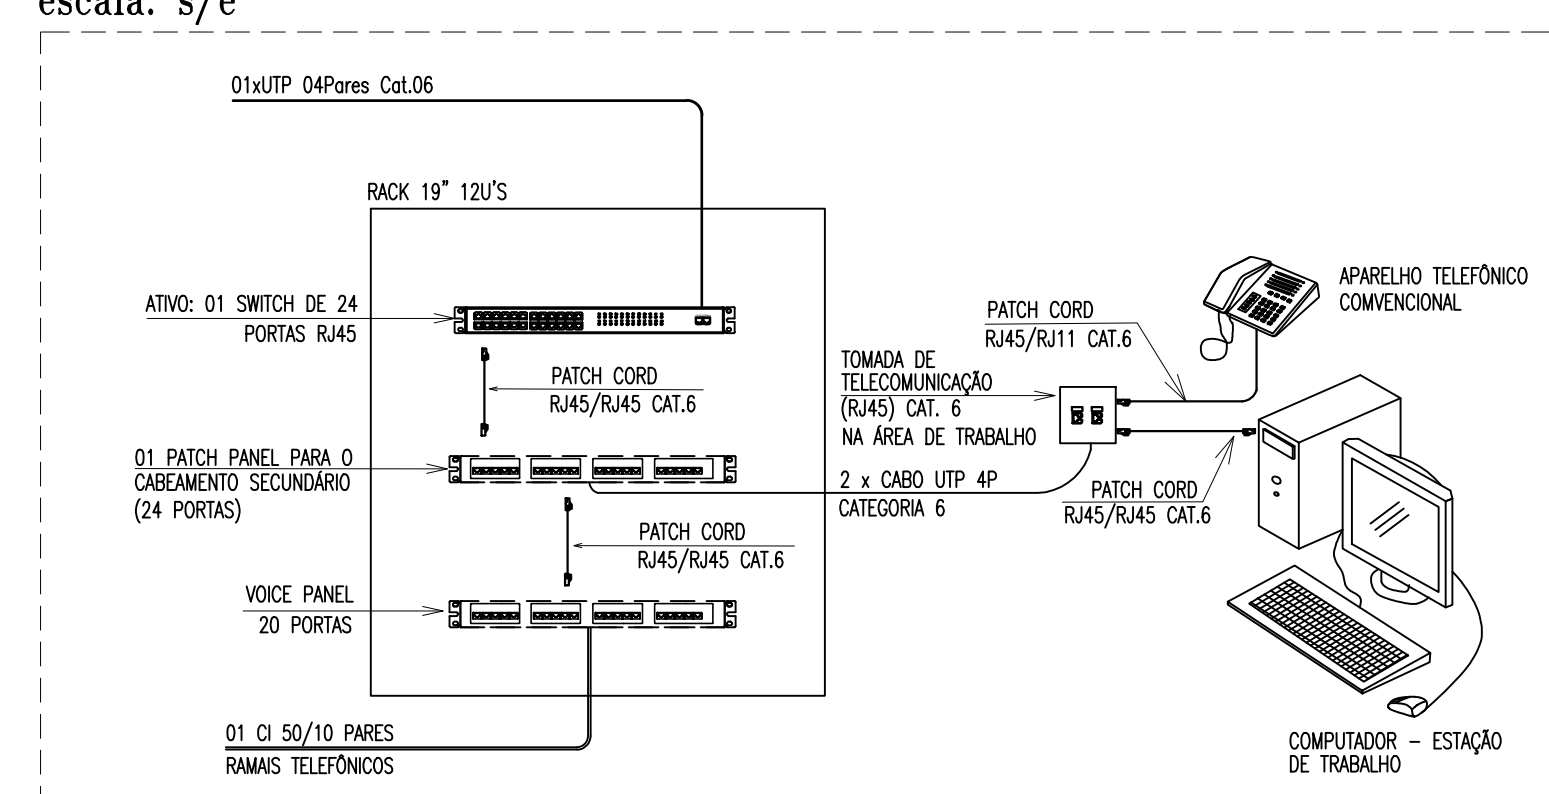 escala: s/e
01xUTP 04Pares Cat.06
RACK 19" 12U'S
ATIVO: 01 SWITCH DE 24
PORTAS RJ45
PATCH CORD
RJ45/RJ45 CAT.6
01 PATCH PANEL PARA O
CABEAMENTO SECUNDÁRIO
(24 PORTAS)
PATCH CORD
RJ45/RJ45 CAT.6
VOICE PANEL
20 PORTAS
01 CI 50/10 PARES
RAMAIS TELEFÔNICOS
TOMADA DE
TELECOMUNICAÇÃO
(RJ45) CAT. 6
NA ÁREA DE TRABALHO
2 x CABO UTP 4P
CATEGORIA 6
PATCH CORD
RJ45/RJ11 CAT.6
APARELHO TELEFÔNICO
COMVENCIONAL
PATCH CORD
RJ45/RJ45 CAT.6
COMPUTADOR – ESTAÇÃO
DE TRABALHO